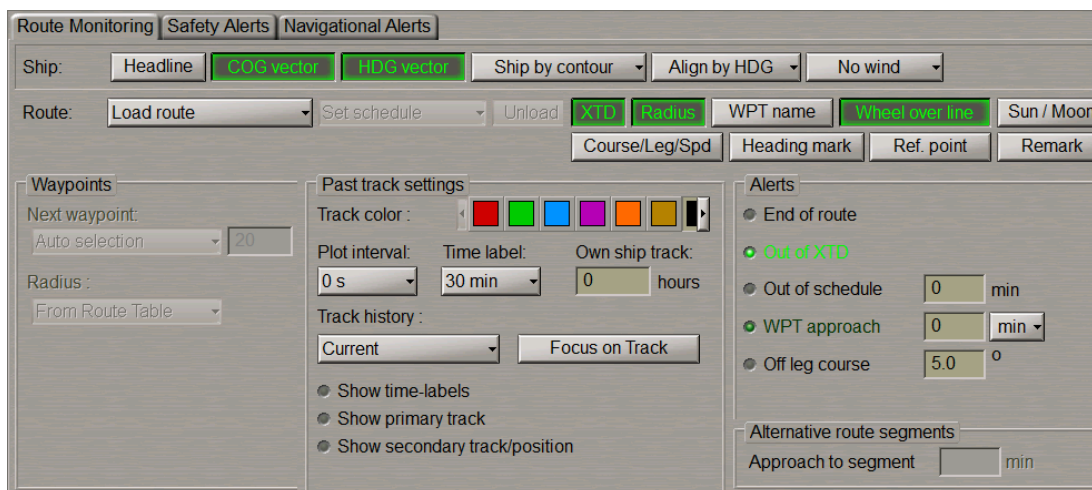 Route Monitoring Safety Alerts Navigational Alerts
Ship: Headline COG vector HDG vector Ship by contour Align by HDG No wind
Route: Load route Set schedule Unload XTD Radius WPT name Wheel over line Sun / Moon
Course/Leg/Spd Heading mark Ref. point Remark
Waypoints
Next waypoint:
Auto selection 20
Radius :
From Route Table
Past track settings
Track color :
Plot interval: Time label: Own ship track:
0 s 30 min 0 hours
Track history :
Current Focus on Track
Show time-labels
Show primary track
Show secondary track/position
Alerts
End of route
Out of XTD
Out of schedule 0 min
WPT approach 0 min
Off leg course 5.0 o
Alternative route segments
Approach to segment min